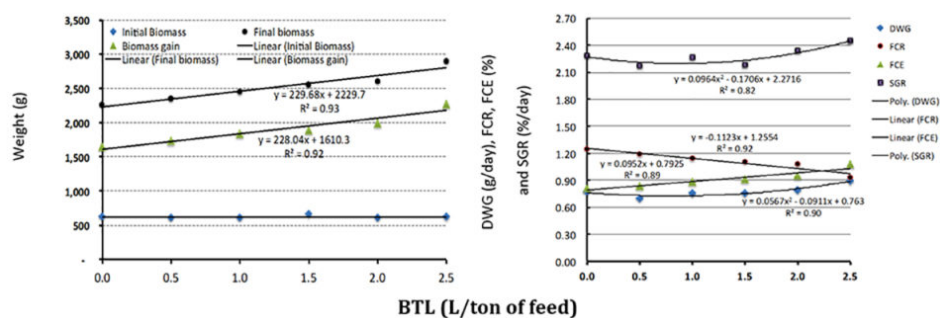 Initial Biomass
Final biomass
Biomass gain
Linear (Initial Biomass)
Linear (Final biomass)
Linear (Biomass gain)
Weight (g)
3,500
3,000
2,500
2,000
1,500
1,000
500
-
y = 229.68x + 2229.7
R² = 0.93
y = 228.04x + 1610.3
R² = 0.92
0.0 0.5 1.0 1.5 2.0 2.5
DWG (g/day), FCR, FCE (%)
and SGR (%/day)
2.70
2.40
2.10
1.80
1.50
1.20
0.90
0.60
0.30
0.00
y = 0.0964x² - 0.1706x + 2.2716
R² = 0.82
y = -0.1123x + 1.2554
R² = 0.92
y = 0.0952x + 0.7925
R² = 0.89
y = 0.0567x² - 0.0911x + 0.763
R² = 0.90
0.0 0.5 1.0 1.5 2.0 2.5
DWG
FCR
FCE
SGR
Poly. (DWG)
Linear (FCR)
Linear (FCE)
Poly. (SGR)
BTL (L/ton of feed)